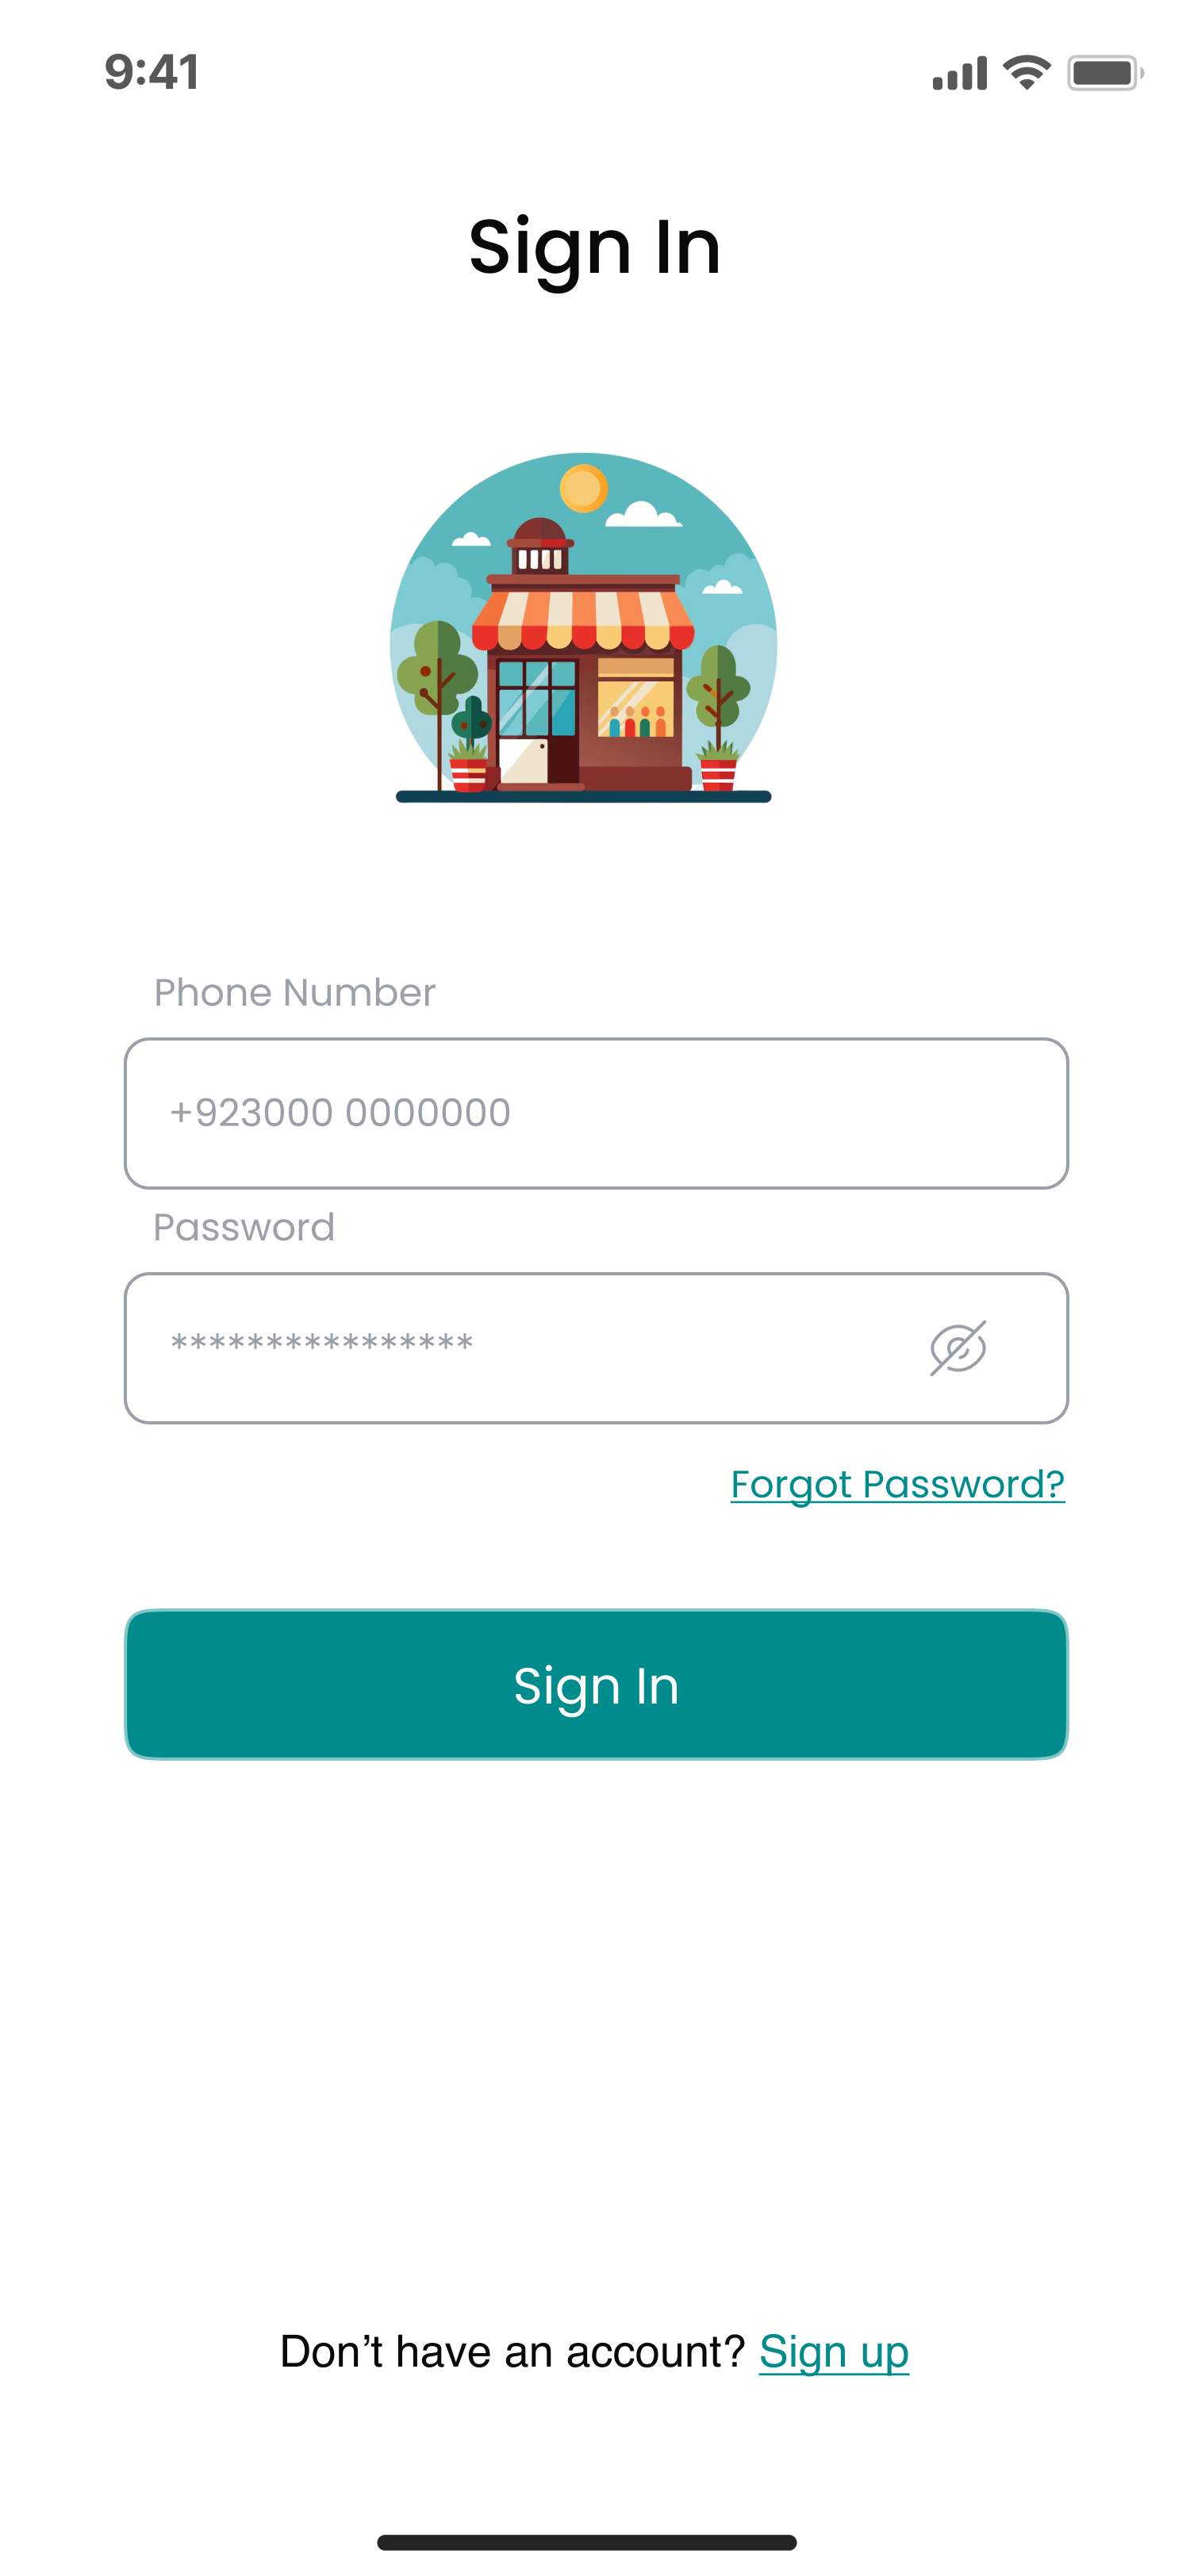 9:41
Sign In
Phone Number
+923000 0000000
Password
****************
Forgot Password?
Sign In
Don’t have an account? Sign up